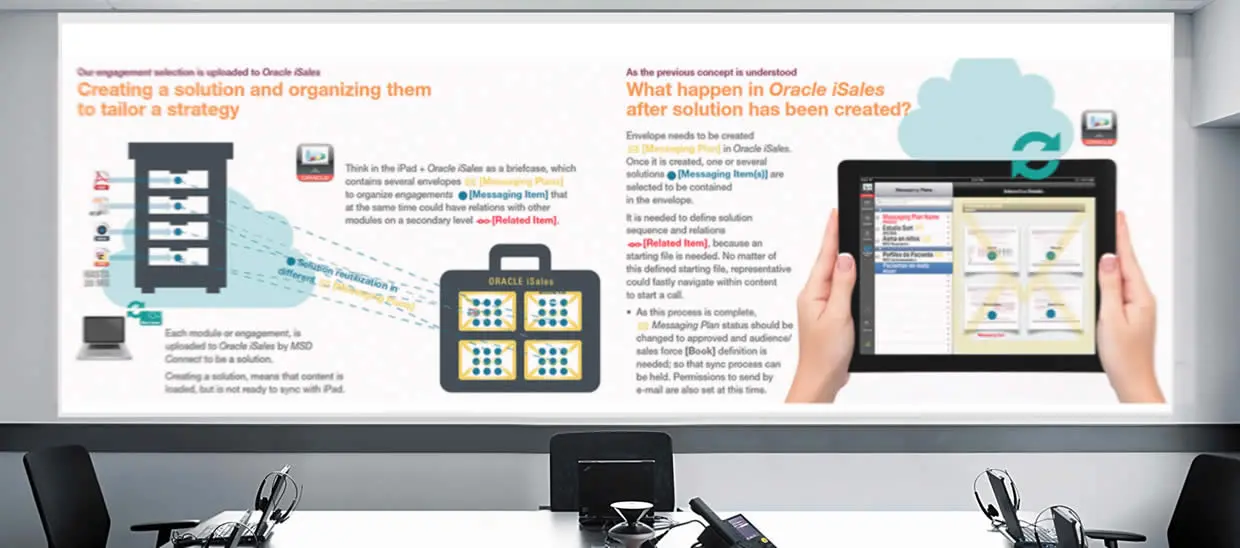 Our engagement selection is uploaded to Oracle iSales
Creating a solution and organizing them
to tailor a strategy
ORACLE
Think in the iPad + Oracle iSales as a briefcase, which
contains several envelopes [Messaging Plans]
to organize engagements [Messaging Item] that
at the same time could have relations with other
modules on a secondary level [Related Item].
Solution reutilization in
different
ORACLE iSales
Each module or engagement, is
uploaded to Oracle iSales by MSD
Connect to be a solution.
Creating a solution, means that content is
loaded, but is not ready to sync with iPad.
As the previous concept is understood
What happen in Oracle iSales
after solution has been created?
Envelope needs to be created
[Messaging Plan] in Oracle iSales.
Once it is created, one or several
solutions [Messaging Item(s)] are
selected to be contained
in the envelope.
It is needed to define solution
sequence and relations
[Related Item], because an
starting file is needed. No matter of
this defined starting file, representative
could fastly navigate within content
to start a call.
• As this process is complete,
Messaging Plan status should be
changed to approved and audience/
sales force [Book] definition is
needed; so that sync process can
be held. Permissions to send by
e-mail are also set at this time.
ORACLE
Messaging Plans
Messaging Plan Name
Estudio Sort
Perfiles de Paciente